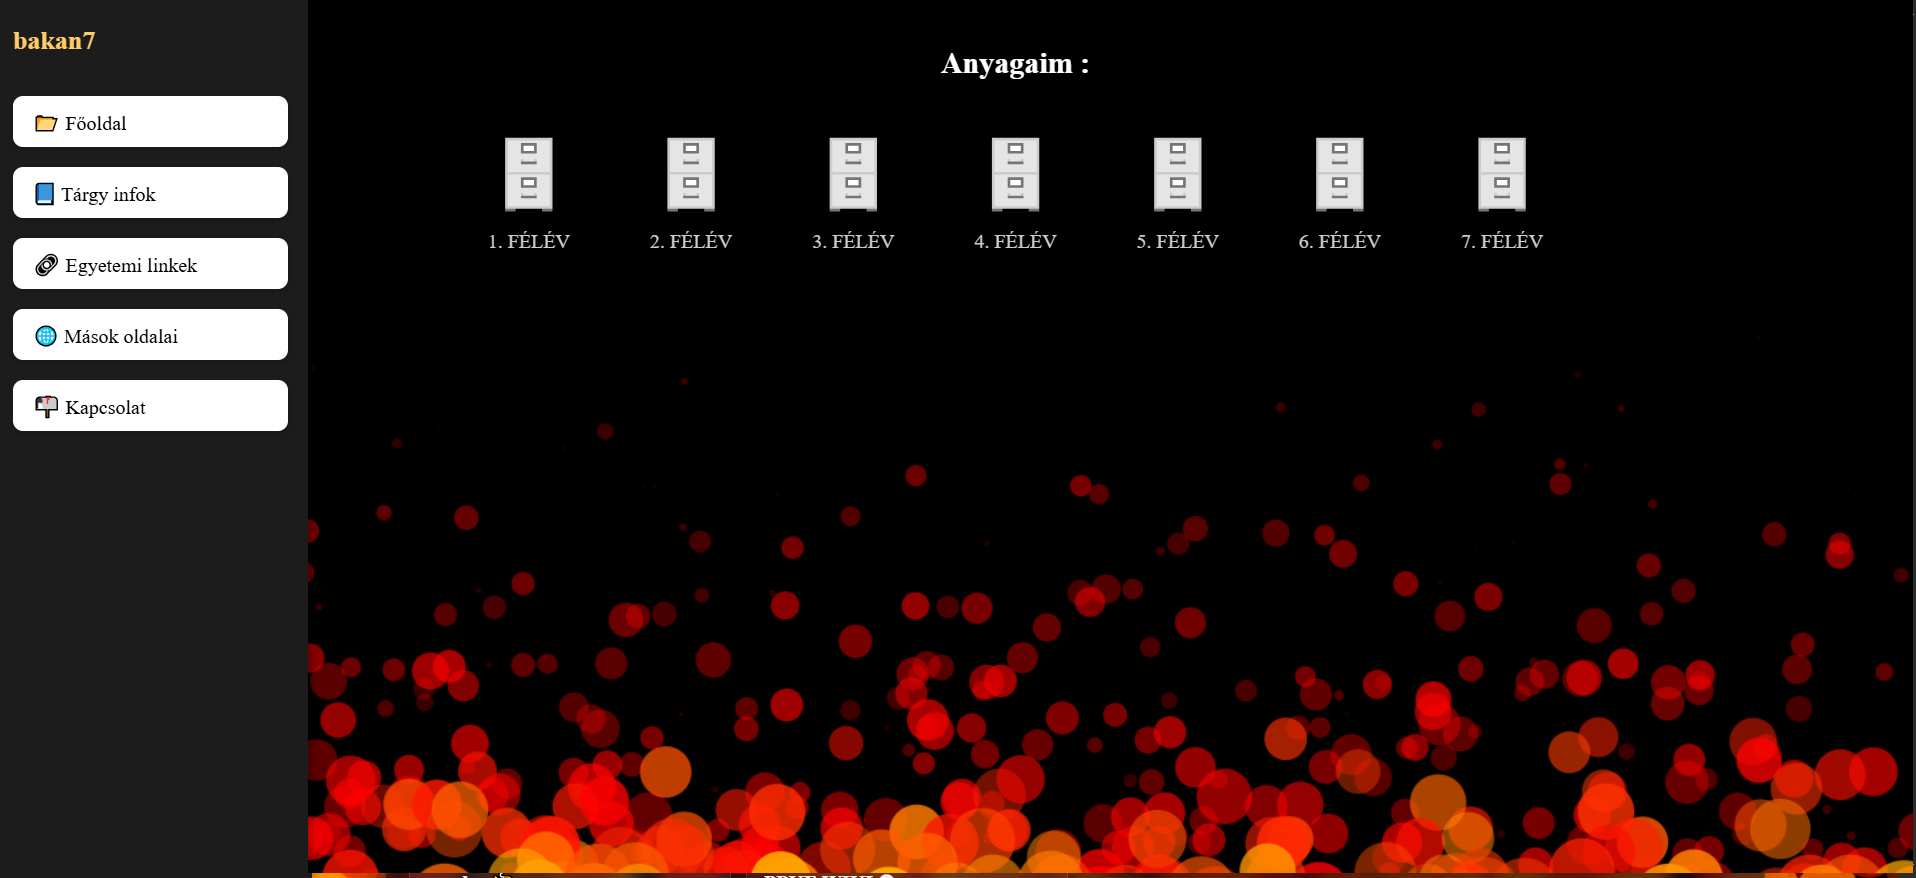 bakan7
Főoldal
Tárgy infok
Egyetemi linkek
Mások oldalai
Kapcsolat
Anyagaim :
1. FÉLÉV
2. FÉLÉV
3. FÉLÉV
4. FÉLÉV
5. FÉLÉV
6. FÉLÉV
7. FÉLÉV